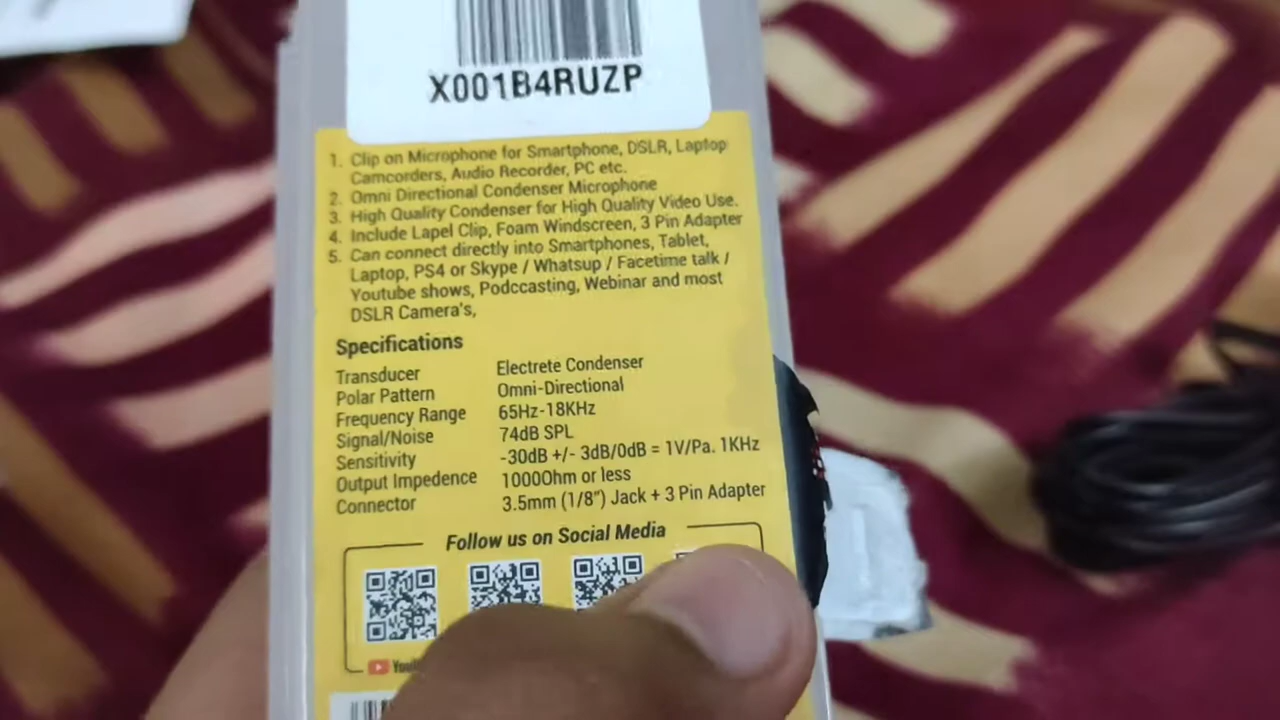 X001B4RUZP
1. Clip on Microphone for Smartphone, DSLR, Laptop
Camcorders, Audio Recorder, PC etc.
2. Omni Directional Condenser Microphone
3. High Quality Condenser for High Quality Video Use.
4. Include Lapel Clip, Foam Windscreen, 3 Pin Adapter
5. Can connect directly into Smartphones, Tablet,
Laptop, PS4 or Skype / Whatsup / Facetime talk /
Youtube shows, Podccasting, Webinar and most
DSLR Camera's,
Specifications
Transducer Electrete Condenser
Polar Pattern Omni-Directional
Frequency Range 65Hz-18KHz
Signal/Noise 74dB SPL
Sensitivity -30dB +/- 3dB/0dB = 1V/Pa. 1KHz
Output Impedence 1000Ohm or less
Connector 3.5mm (1/8") Jack + 3 Pin Adapter
Follow us on Social Media